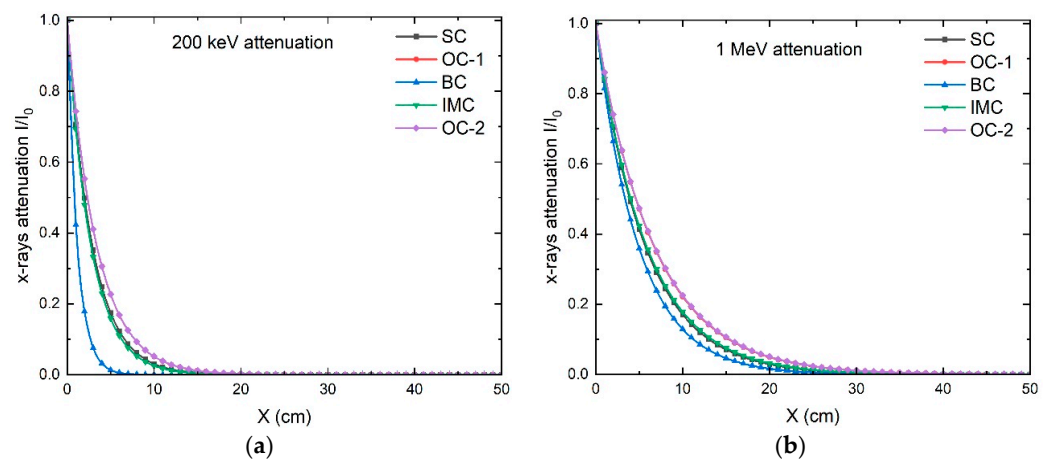 200 keV attenuation
SC
OC-1
BC
IMC
OC-2
x-rays attenuation I/I₀
1.0
0.8
0.6
0.4
0.2
0.0
0 10 20 30 40 50
X (cm)
(a)
1 MeV attenuation
SC
OC-1
BC
IMC
OC-2
x-rays attenuation I/I₀
1.0
0.8
0.6
0.4
0.2
0.0
0 10 20 30 40 50
X (cm)
(b)